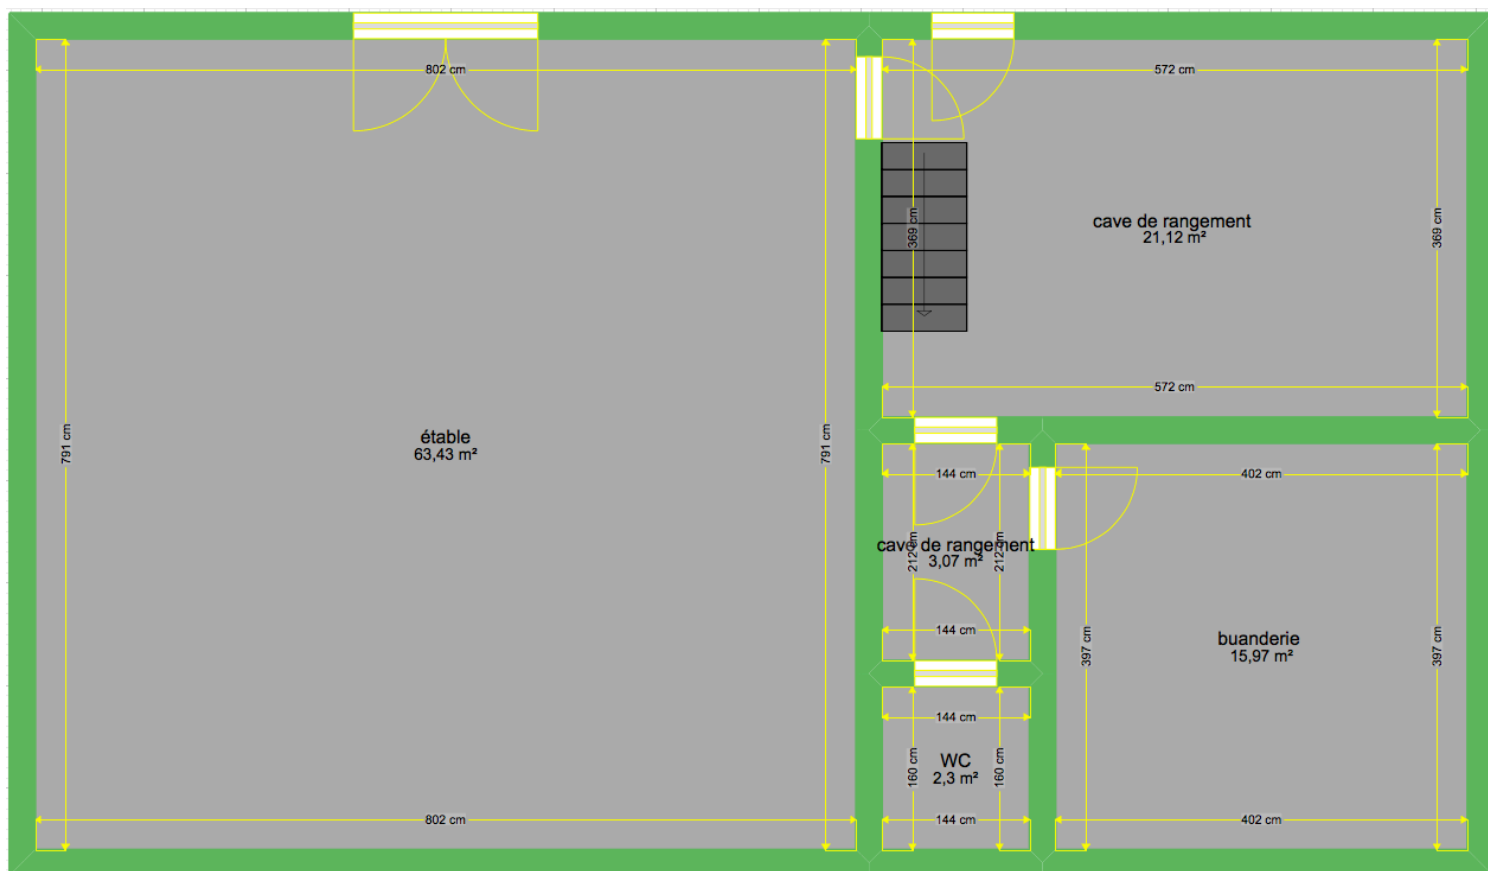 802 cm
572 cm
cave de rangement
21,12 m²
369 cm
369 cm
572 cm
étable
63,43 m²
791 cm
791 cm
144 cm
402 cm
cave de rangement
3,07 m²
212 cm
212 cm
144 cm
buanderie
15,97 m²
397 cm
397 cm
144 cm
WC
2,3 m²
160 cm
160 cm
802 cm
144 cm
402 cm